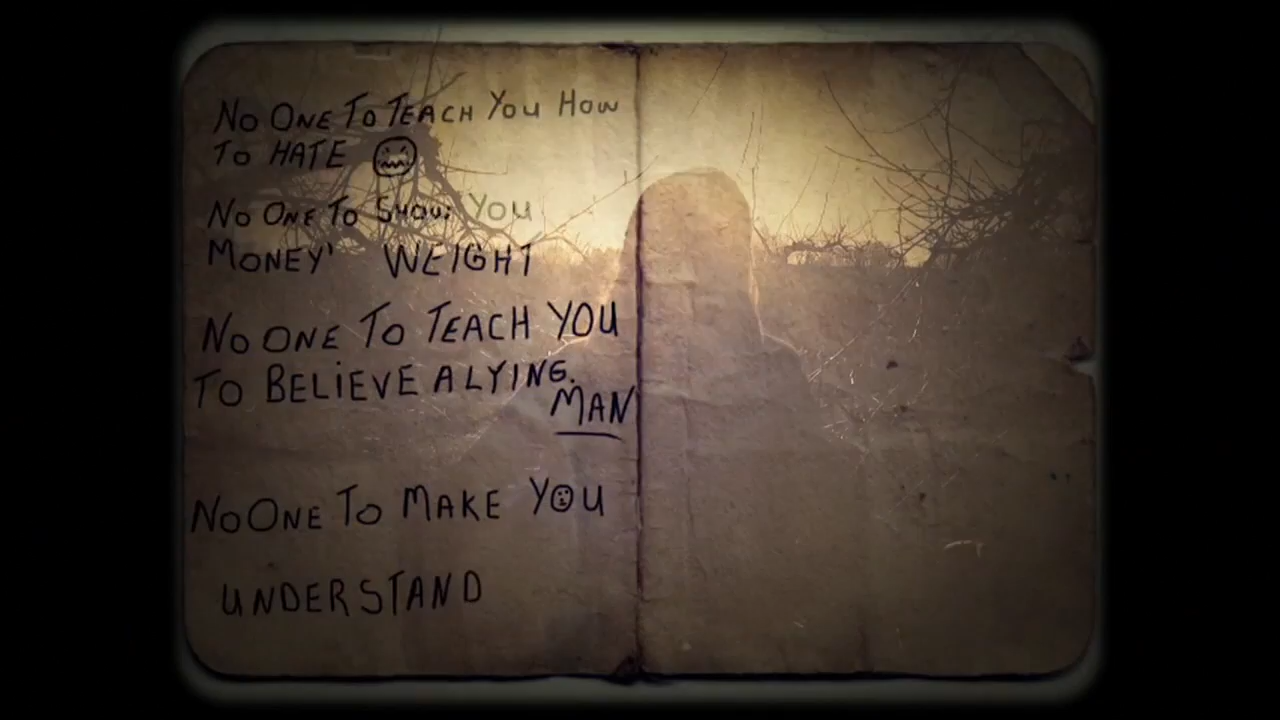 No ONE To TEACH You How
To HATE
No ONE To SHOW You
MONEY' WEIGHT
No ONE To TEACH YOU
TO BELiEVE A LYING.
MAN
No ONE To MAKE YOU
UNDERSTAND